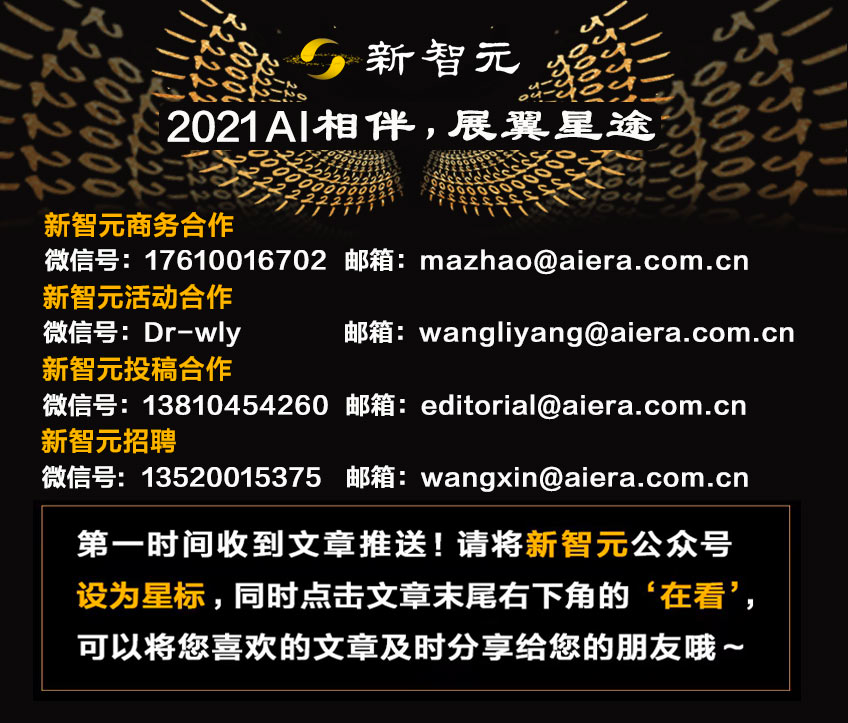 新智元
2021AI相伴，展翼星途
新智元商务合作
微信号：17610016702 邮箱：mazhao@aiera.com.cn
新智元活动合作
微信号：Dr-wly 邮箱：wangliyang@aiera.com.cn
新智元投稿合作
微信号：13810454260 邮箱：editorial@aiera.com.cn
新智元招聘
微信号：13520015375 邮箱：wangxin@aiera.com.cn
第一时间收到文章推送！请将新智元公众号
设为星标，同时点击文章末尾右下角的‘在看’，
可以将您喜欢的文章及时分享给您的朋友哦～